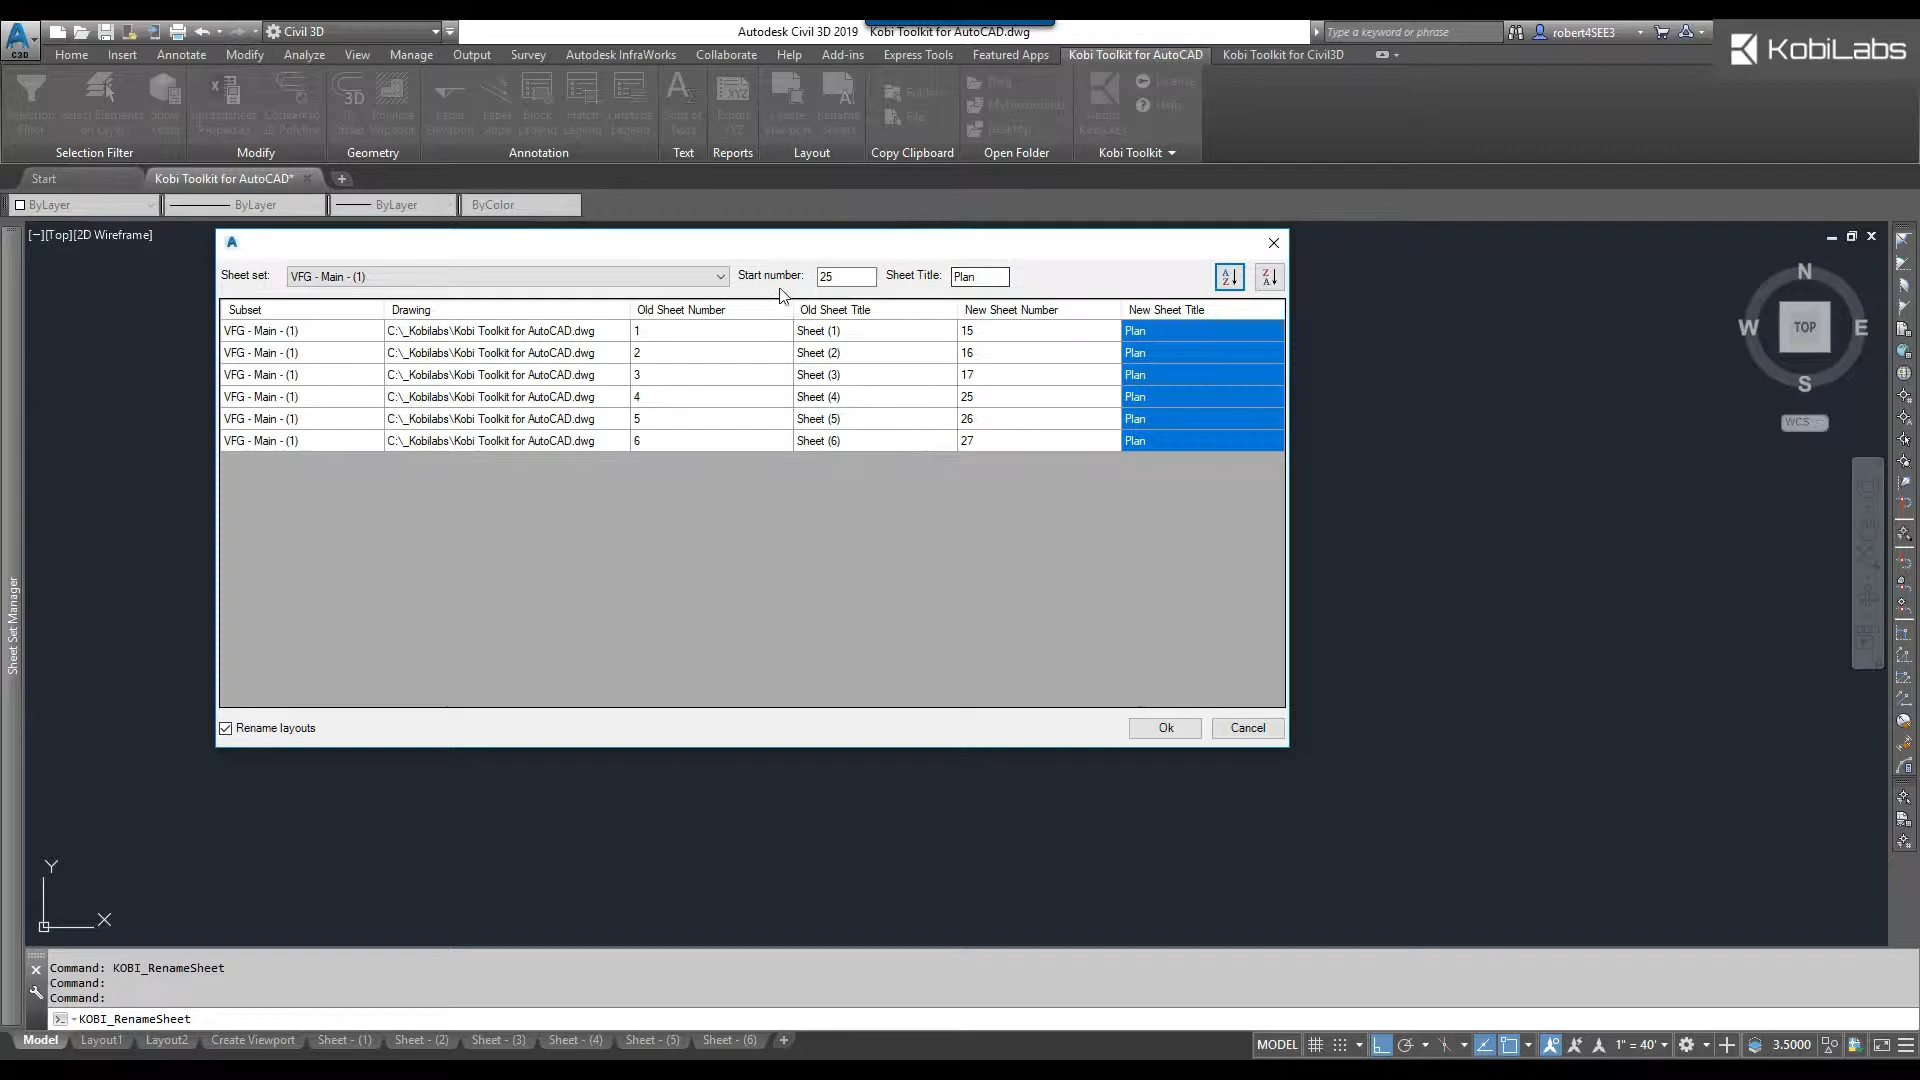 Civil 3D
Autodesk Civil 3D 2019 Kobi Toolkit for AutoCAD.dwg
Type a keyword or phrase
robert4SEE3
KobiLabs
C3D
Home Insert Annotate Modify Analyze View Manage Output Survey Autodesk InfraWorks Collaborate Help Add-ins Express Tools Featured Apps Kobi Toolkit for AutoCAD Kobi Toolkit for Civil3D
Selection Filter Modify Geometry Annotation Text Reports Layout Copy Clipboard Open Folder Kobi Toolkit
Start Kobi Toolkit for AutoCAD*
ByLayer ByLayer ByLayer ByColor
[−][Top][2D Wireframe]
Sheet set: VFG - Main - (1) Start number: 25 Sheet Title: Plan
Subset Drawing Old Sheet Number Old Sheet Title New Sheet Number New Sheet Title
VFG - Main - (1) C:\_Kobilabs\Kobi Toolkit for AutoCAD.dwg 1 Sheet (1) 15 Plan
VFG - Main - (1) C:\_Kobilabs\Kobi Toolkit for AutoCAD.dwg 2 Sheet (2) 16 Plan
VFG - Main - (1) C:\_Kobilabs\Kobi Toolkit for AutoCAD.dwg 3 Sheet (3) 17 Plan
VFG - Main - (1) C:\_Kobilabs\Kobi Toolkit for AutoCAD.dwg 4 Sheet (4) 25 Plan
VFG - Main - (1) C:\_Kobilabs\Kobi Toolkit for AutoCAD.dwg 5 Sheet (5) 26 Plan
VFG - Main - (1) C:\_Kobilabs\Kobi Toolkit for AutoCAD.dwg 6 Sheet (6) 27 Plan
Rename layouts Ok Cancel
N
W TOP E
S
WCS
Sheet Set Manager
Y
X
Command: KOBI_RenameSheet
Command:
Command:
KOBI_RenameSheet
Model Layout1 Layout2 Create Viewport Sheet - (1) Sheet - (2) Sheet - (3) Sheet - (4) Sheet - (5) Sheet - (6) +
MODEL 1" = 40' 3.5000